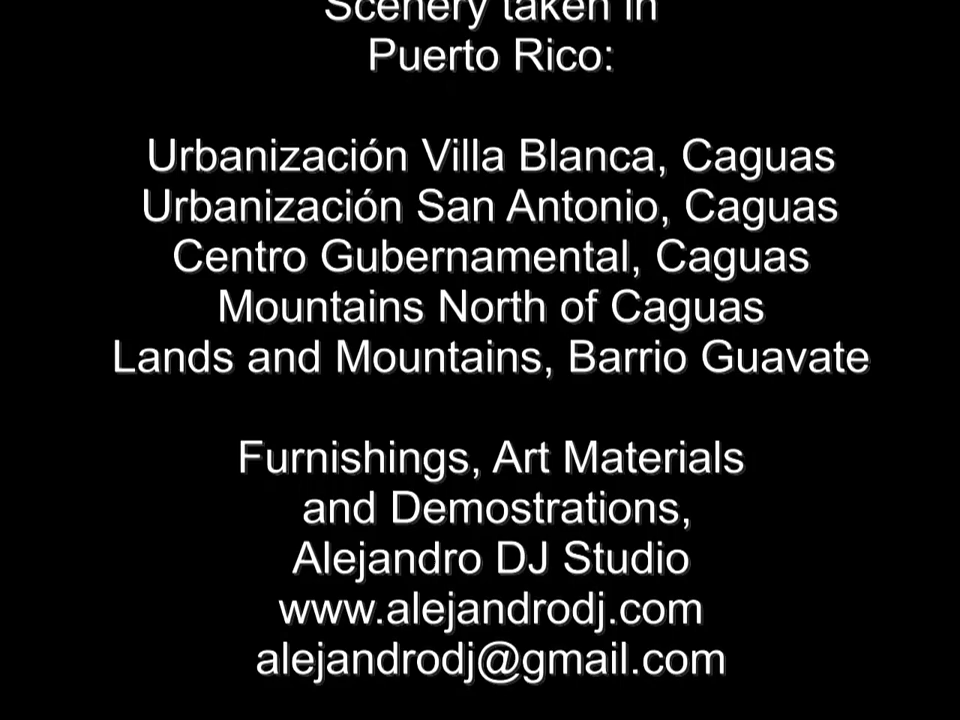 Scenery taken in
Puerto Rico:
Urbanización Villa Blanca, Caguas
Urbanización San Antonio, Caguas
Centro Gubernamental, Caguas
Mountains North of Caguas
Lands and Mountains, Barrio Guavate
Furnishings, Art Materials
and Demostrations,
Alejandro DJ Studio
www.alejandrodj.com
alejandrodj@gmail.com